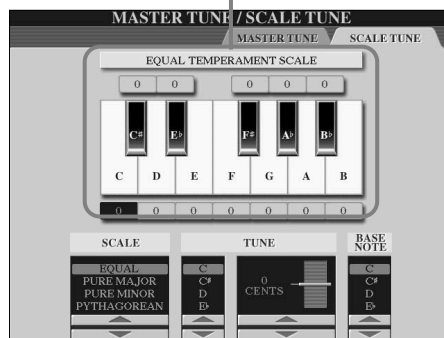 MASTER TUNE / SCALE TUNE
MASTER TUNE SCALE TUNE
EQUAL TEMPERAMENT SCALE
0 0 0 0 0
C# E♭ F# A♭ B♭
C D E F G A B
0 0 0 0 0 0 0
SCALE TUNE BASE NOTE
EQUAL C C
PURE MAJOR C# 0 CENTS C#
PURE MINOR D D
PYTHAGOREAN E♭ E♭